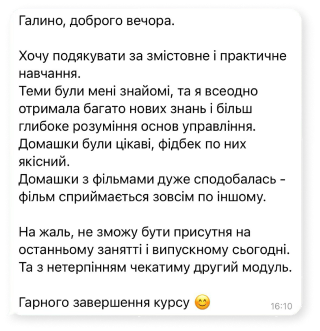 Галино, доброго вечора.
Хочу подякувати за змістовне і практичне
навчання.
Теми були мені знайомі, та я всеодно
отримала багато нових знань і більш
глибоке розуміння основ управління.
Домашки були цікаві, фідбек по них
якісний.
Домашки з фільмами дуже сподобалась -
фільм сприймається зовсім по іншому.
На жаль, не зможу бути присутня на
останньому занятті і випускному сьогодні.
Та з нетерпінням чекатиму другий модуль.
Гарного завершення курсу 😊
16:10